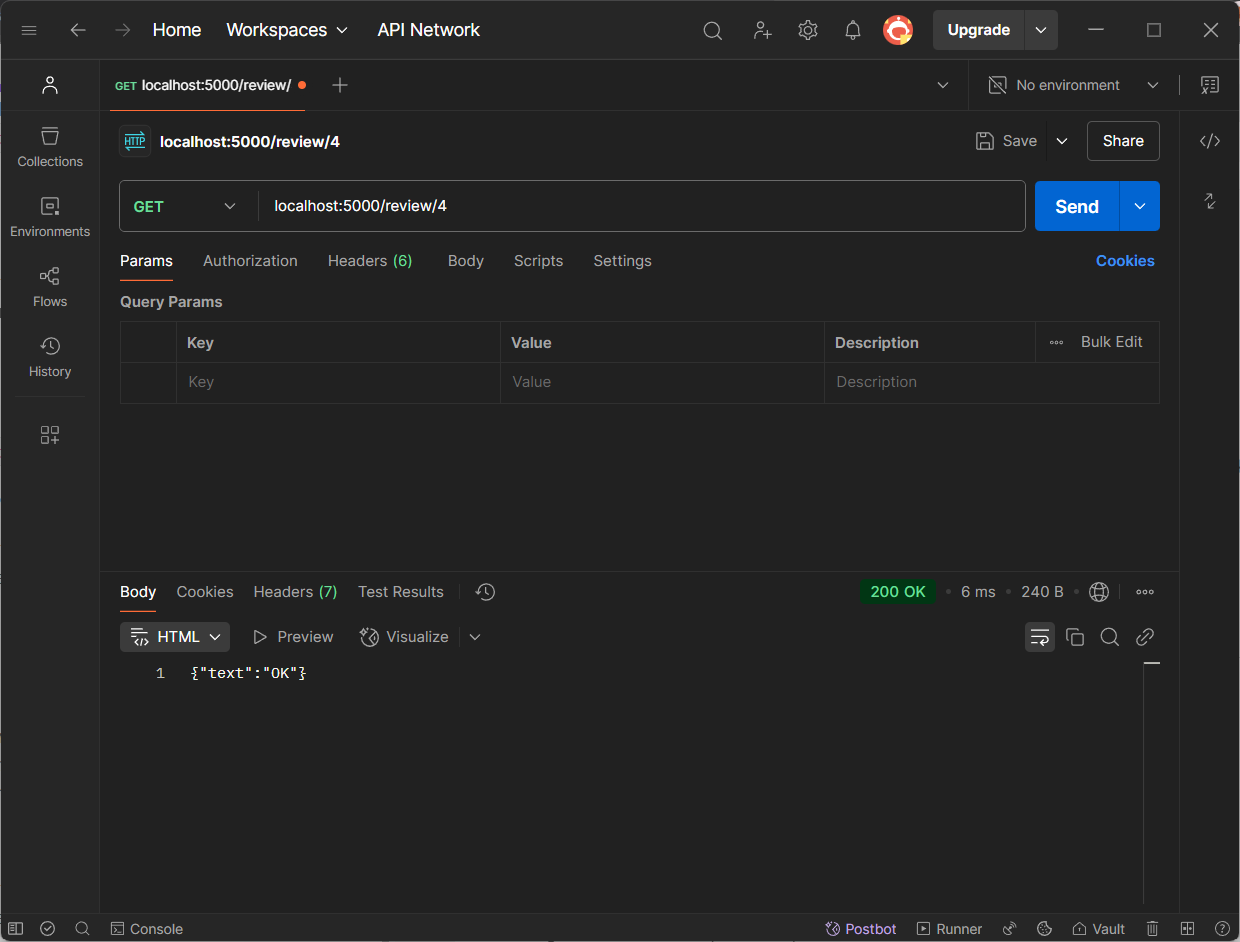 Home Workspaces API Network Upgrade
GET localhost:5000/review/ No environment
HTTP localhost:5000/review/4 Save Share
Collections
Environments
Flows
History
GET localhost:5000/review/4 Send
Params Authorization Headers (6) Body Scripts Settings Cookies
Query Params
Key Value Description Bulk Edit
Key Value Description
Body Cookies Headers (7) Test Results 200 OK • 6 ms • 240 B •
HTML Preview Visualize
1 {"text":"OK"}
Console Postbot Runner Vault